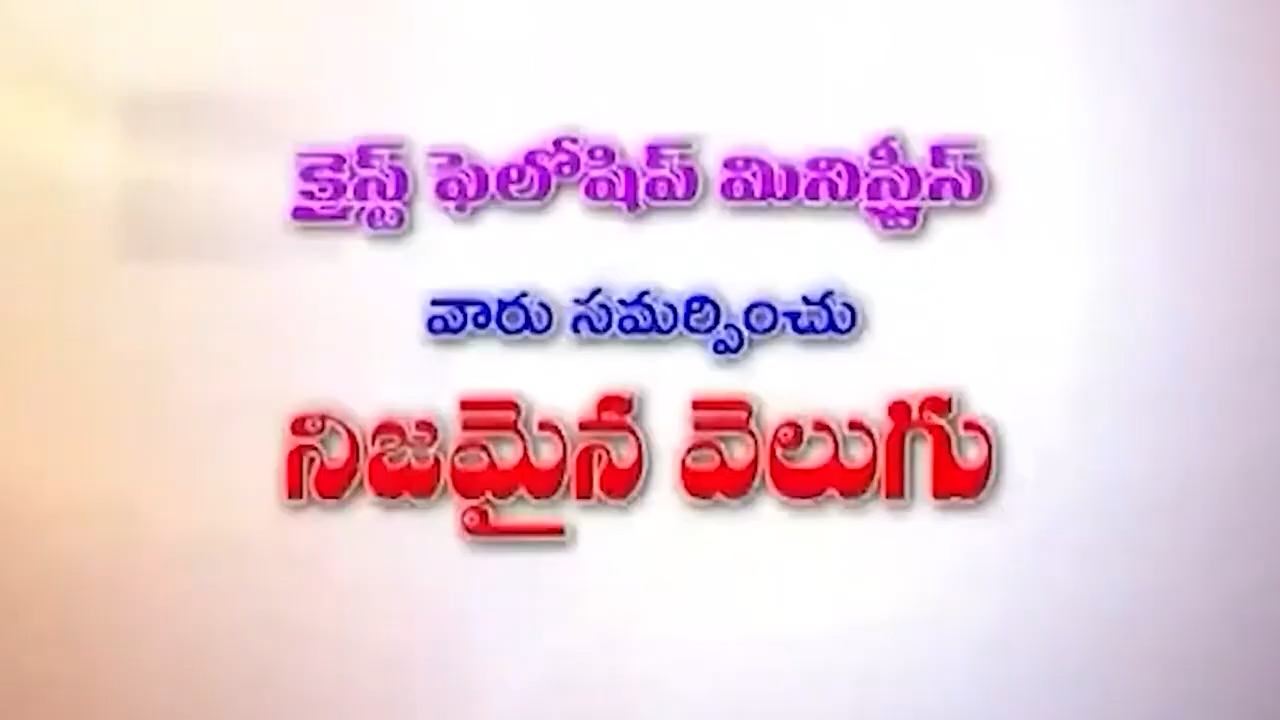 క్రైస్ట్ ఫెలోషిప్ మినిస్ట్రీస్
వారు సమర్పించు
నిజమైన వెలుగు